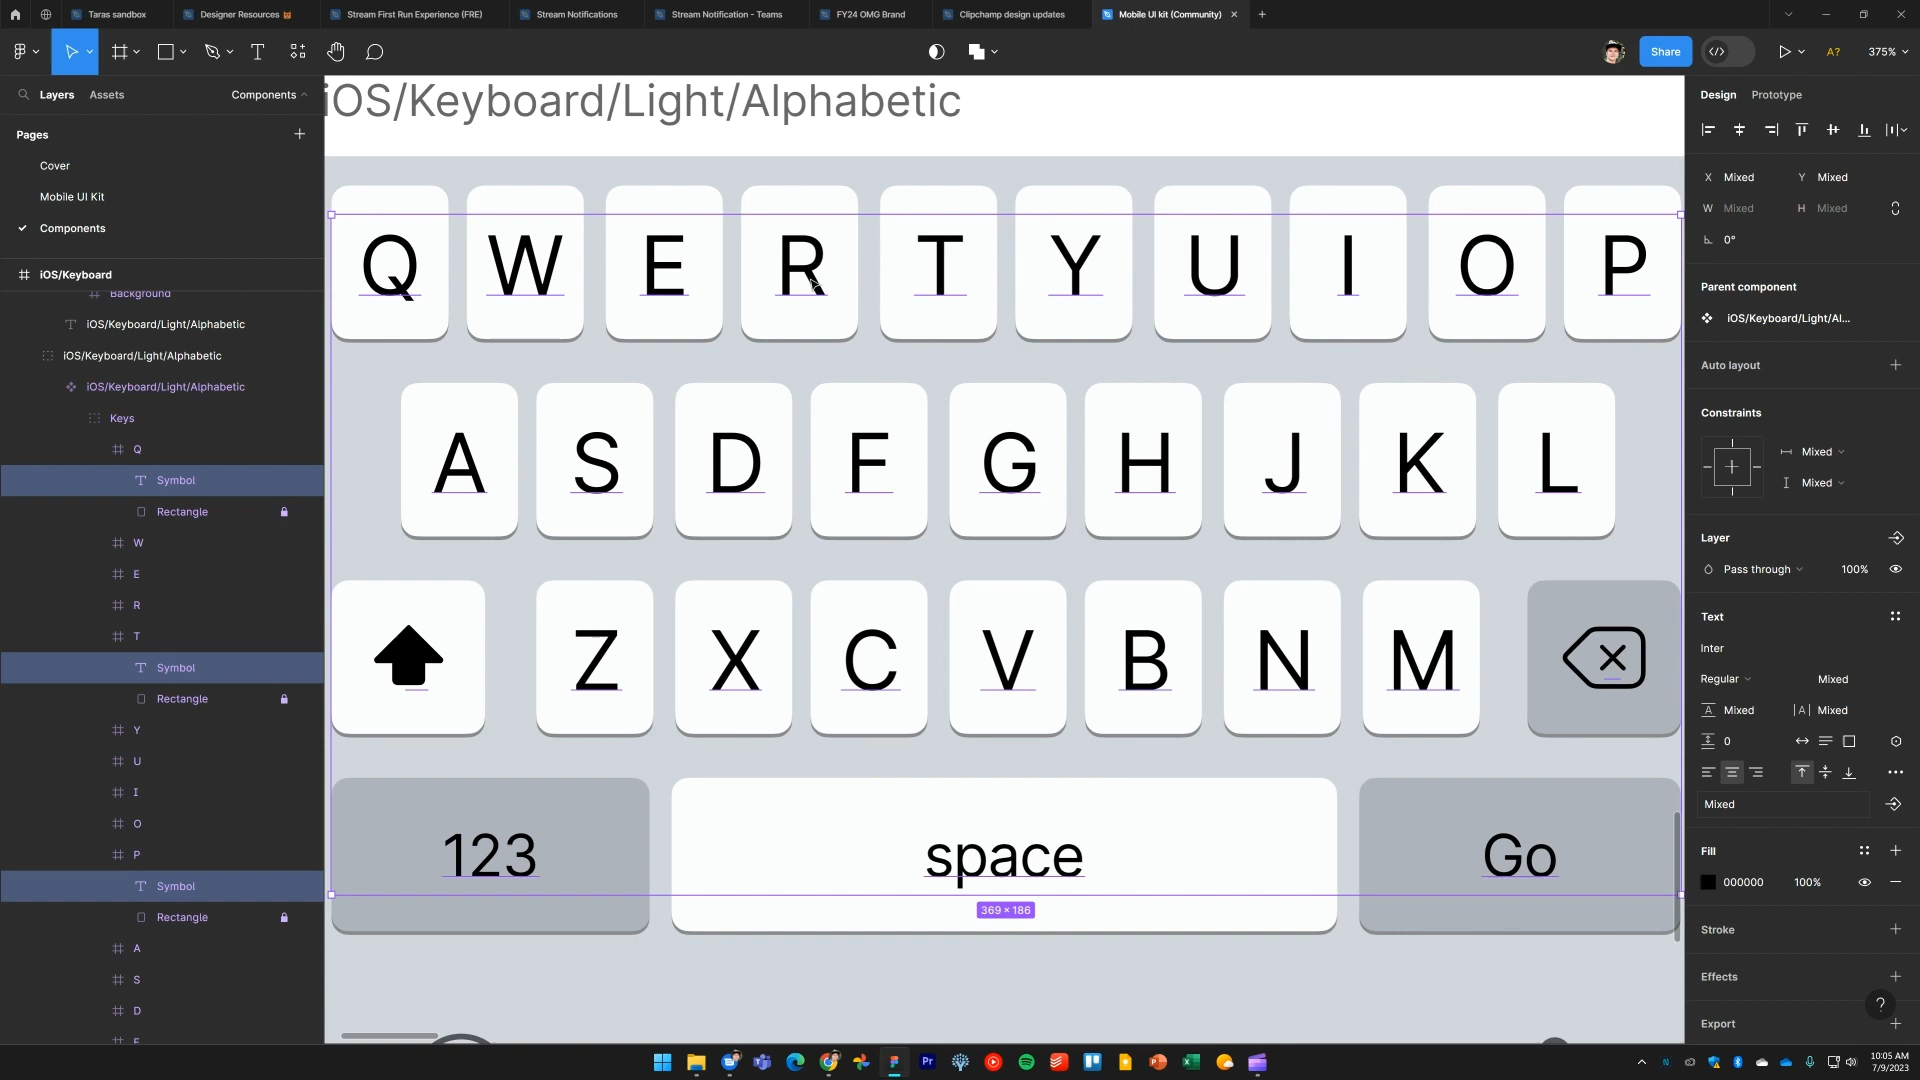 Taras sandbox
Designer Resources
Stream First Run Experience (FRE)
Stream Notifications
Stream Notification - Teams
FY24 OMG Brand
Clipchamp design updates
Mobile UI kit (Community)
Share
A?
375%
Layers
Assets
Components
Pages
Cover
Mobile UI Kit
Components
iOS/Keyboard
Background
iOS/Keyboard/Light/Alphabetic
iOS/Keyboard/Light/Alphabetic
iOS/Keyboard/Light/Alphabetic
Keys
Q
Symbol
Rectangle
W
E
R
T
Symbol
Rectangle
Y
U
I
O
P
Symbol
Rectangle
A
S
D
F
iOS/Keyboard/Light/Alphabetic
Q W E R T Y U I O P
A S D F G H J K L
Z X C V B N M
123 space Go
369 × 186
Design
Prototype
X Mixed Y Mixed
W Mixed H Mixed
0°
Parent component
iOS/Keyboard/Light/Al...
Auto layout
Constraints
Mixed
Mixed
Layer
Pass through 100%
Text
Inter
Regular Mixed
Mixed Mixed
0
Mixed
Fill
000000 100%
Stroke
Effects
Export
?
Pr
10:05 AM
7/9/2023